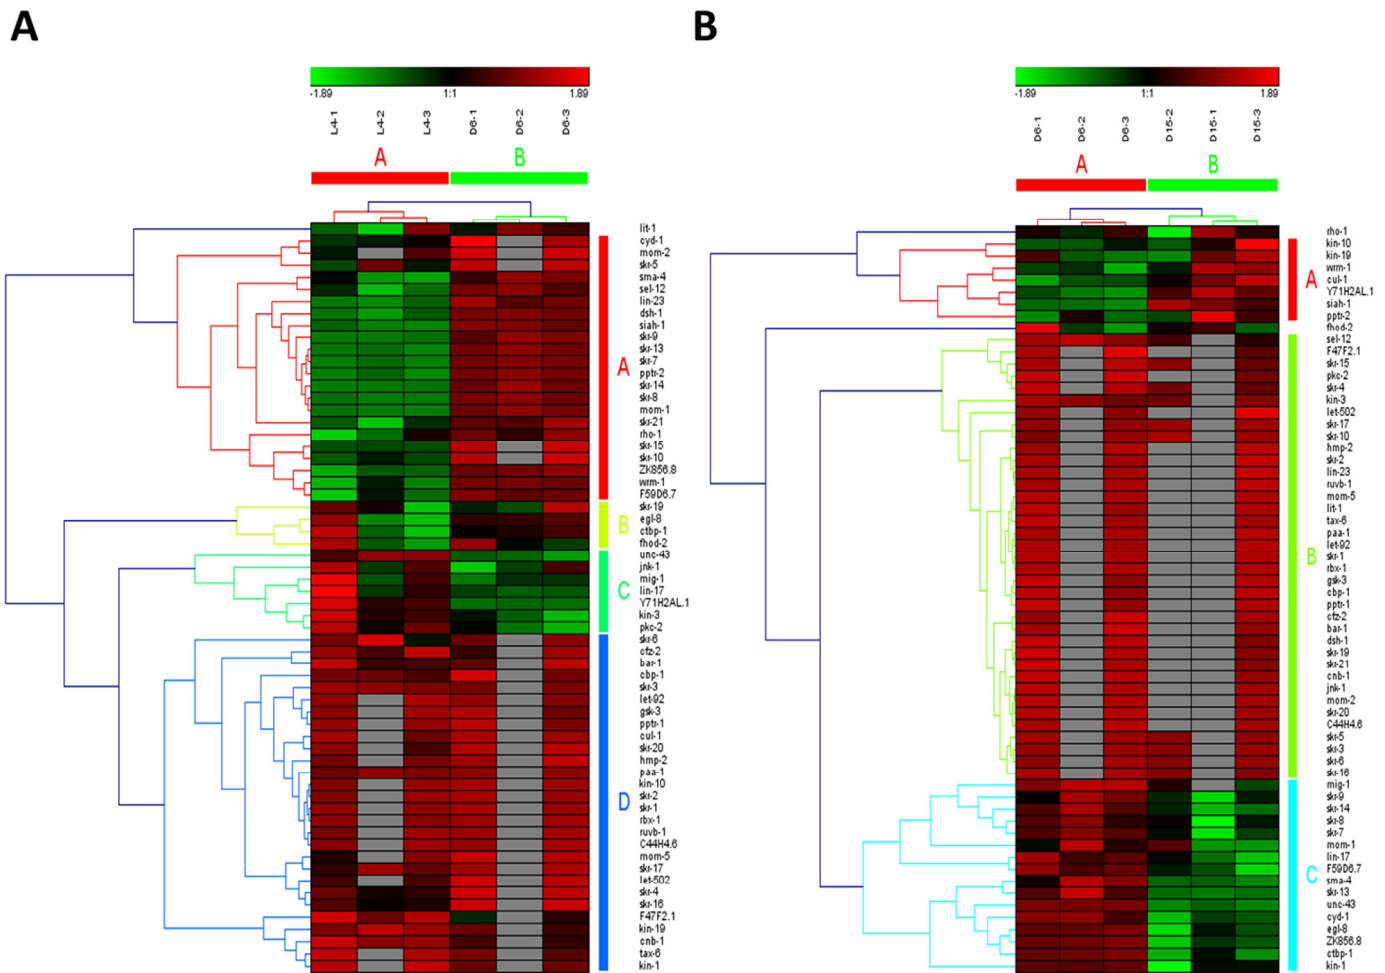 A
B
-1.89 1:1 1.89
-1.89 1:1 1.89
L4-1 L4-2 L4-3 D6-1 D6-2 D6-3
D6-1 D6-2 D6-3 D15-2 D15-1 D15-3
A B
A B
lit-1
cyd-1
mom-2
skr-5
sma-4
sel-12
lin-23
dsh-1
siah-1
skr-9
skr-13
skr-7
pptr-2
skr-14
skr-8
mom-1
skr-21
rho-1
skr-15
skr-10
ZK856.8
wrm-1
F59D6.7
skr-19
egl-8
ctbp-1
fhod-2
unc-43
jnk-1
mig-1
lin-17
Y71H2AL.1
kin-3
pkc-2
skr-6
cfz-2
bar-1
cbp-1
skr-3
let-92
gsk-3
pptr-1
cul-1
skr-20
hmp-2
paa-1
kin-10
skr-2
skr-1
rbx-1
ruvb-1
C44H4.6
mom-5
skr-17
let-502
skr-4
skr-16
F47F2.1
kin-19
cnb-1
tax-6
kin-1
A
B
C
D
rho-1
kin-10
kin-19
wrm-1
cul-1
Y71H2AL.1
siah-1
pptr-2
fhod-2
sel-12
F47F2.1
skr-15
pkc-2
skr-4
kin-3
let-502
skr-17
skr-10
hmp-2
skr-2
lin-23
ruvb-1
mom-5
lit-1
tax-6
paa-1
let-92
skr-1
rbx-1
gsk-3
cbp-1
pptr-1
cfz-2
bar-1
dsh-1
skr-19
skr-21
cnb-1
jnk-1
mom-2
skr-20
C44H4.6
skr-5
skr-3
skr-6
skr-16
mig-1
skr-9
skr-14
skr-8
skr-7
mom-1
lin-17
F59D6.7
sma-4
skr-13
unc-43
cyd-1
egl-8
ZK856.8
ctbp-1
kin-1
A
B
C